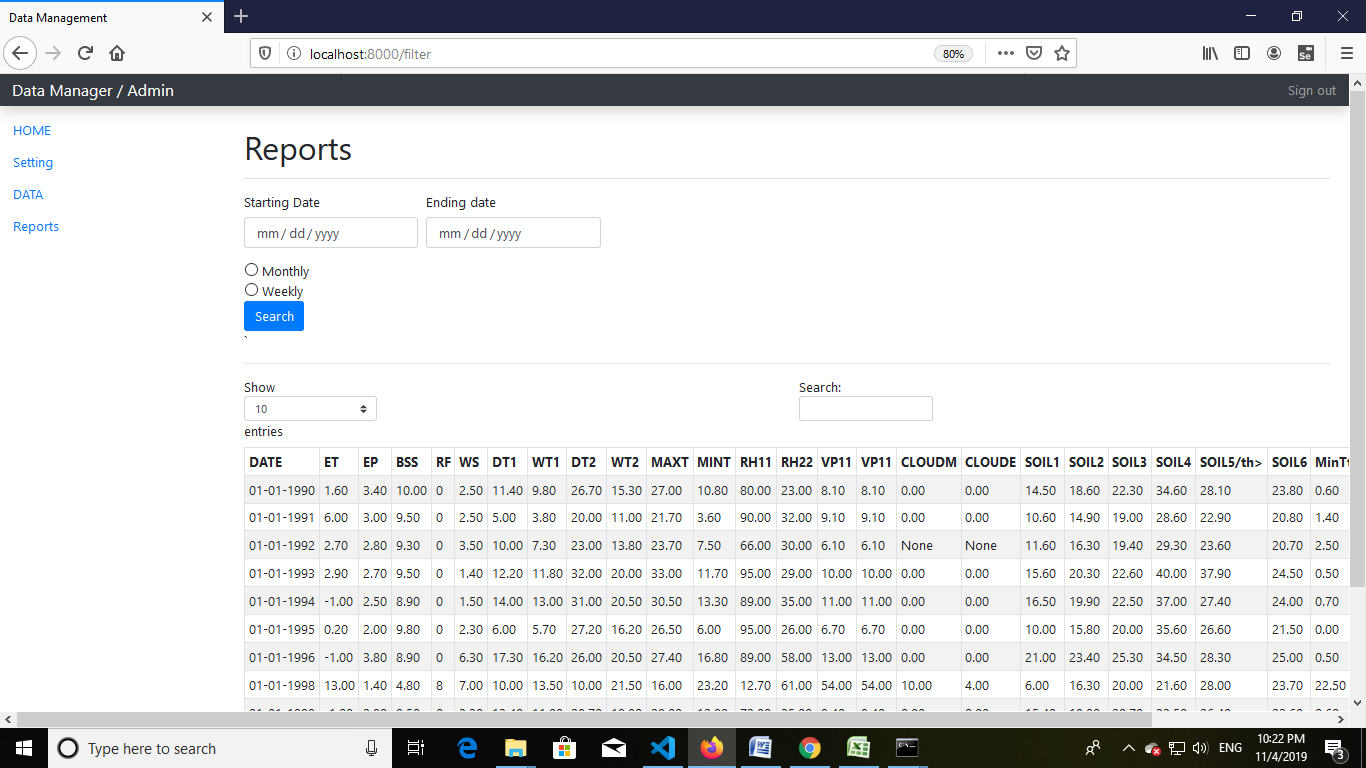 Data Management
localhost:8000/filter
80%
Se
Data Manager / Admin
Sign out
HOME
Setting
DATA
Reports
Reports
Starting Date
Ending date
mm / dd / yyyy
mm / dd / yyyy
Monthly
Weekly
Search
`
Show
10
entries
Search:
DATE ET EP BSS RF WS DT1 WT1 DT2 WT2 MAXT MINT RH11 RH22 VP11 VP11 CLOUDM CLOUDE SOIL1 SOIL2 SOIL3 SOIL4 SOIL5/th> SOIL6
01-01-1990 1.60 3.40 10.00 0 2.50 11.40 9.80 26.70 15.30 27.00 10.80 80.00 23.00 8.10 8.10 0.00 0.00 14.50 18.60 22.30 34.60 28.10 23.80 0.60
01-01-1991 6.00 3.00 9.50 0 2.50 5.00 3.80 20.00 11.00 21.70 3.60 90.00 32.00 9.10 9.10 0.00 0.00 10.60 14.90 19.00 28.60 22.90 20.80 1.40
01-01-1992 2.70 2.80 9.30 0 3.50 10.00 7.30 23.00 13.80 23.70 7.50 66.00 30.00 6.10 6.10 None None 11.60 16.30 19.40 29.30 23.60 20.70 2.50
01-01-1993 2.90 2.70 9.50 0 1.40 12.20 11.80 32.00 20.00 33.00 11.70 95.00 29.00 10.00 10.00 0.00 0.00 15.60 20.30 22.60 40.00 37.90 24.50 0.50
01-01-1994 -1.00 2.50 8.90 0 1.50 14.00 13.00 31.00 20.50 30.50 13.30 89.00 35.00 11.00 11.00 0.00 0.00 16.50 19.90 22.50 37.00 27.40 24.00 0.70
01-01-1995 0.20 2.00 9.80 0 2.30 6.00 5.70 27.20 16.20 26.50 6.00 95.00 26.00 6.70 6.70 0.00 0.00 10.00 15.80 20.00 35.60 26.60 21.50 0.00
01-01-1996 -1.00 3.80 8.90 0 6.30 17.30 16.20 26.00 20.50 27.40 16.80 89.00 58.00 13.00 13.00 0.00 0.00 21.00 23.40 25.30 34.50 28.30 25.00 0.50
01-01-1998 13.00 1.40 4.80 8 7.00 10.00 13.50 10.00 21.50 16.00 23.20 12.70 61.00 54.00 54.00 10.00 4.00 6.00 16.30 20.00 21.60 28.00 23.70 22.50
Type here to search
ENG
10:22 PM
11/4/2019
3